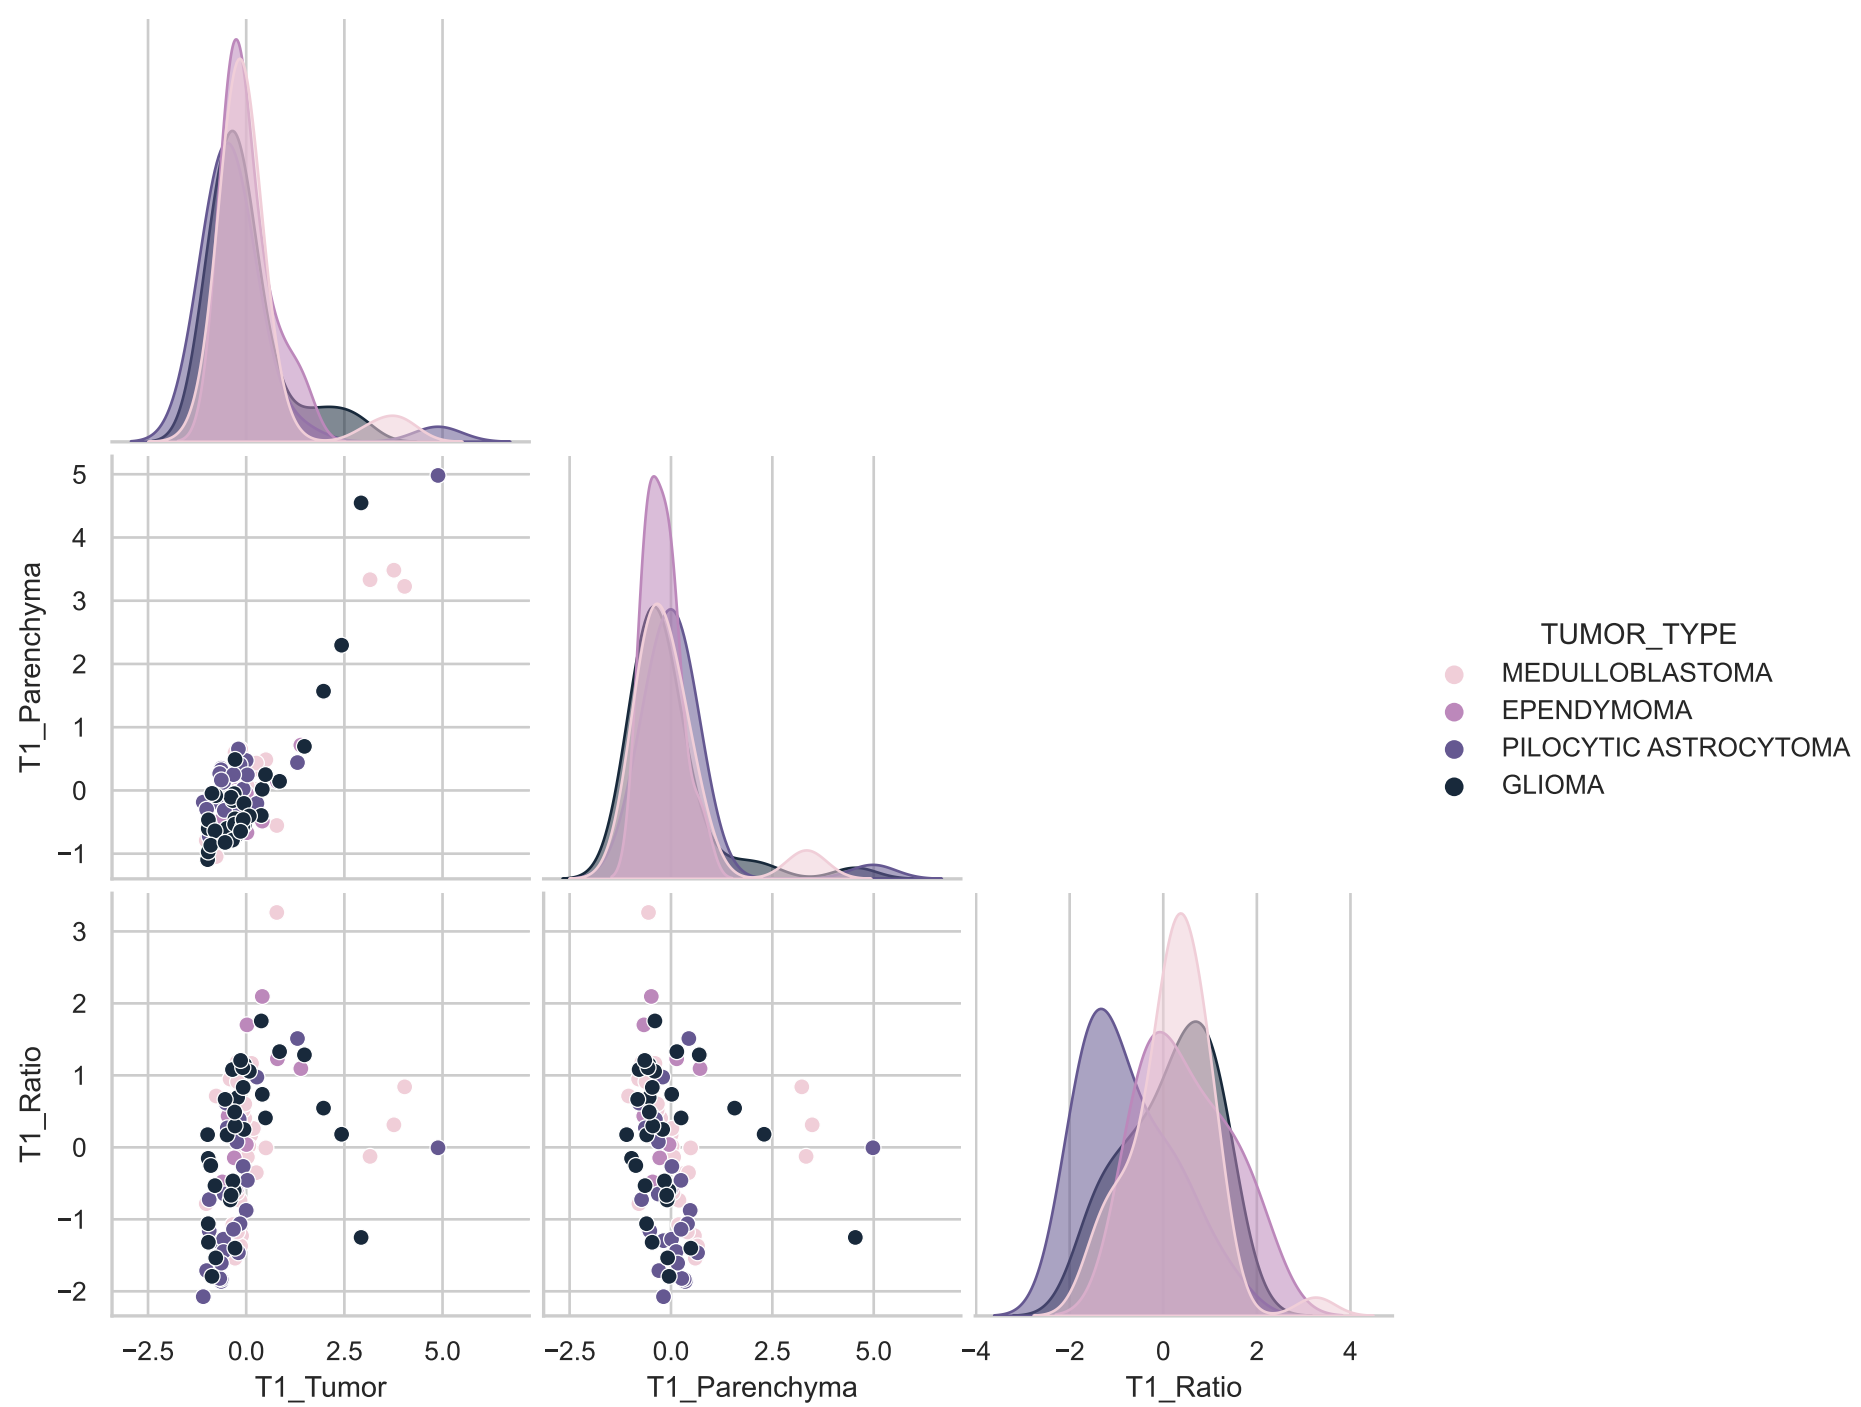 5
4
3
2
1
0
−1
T1_Parenchyma
TUMOR_TYPE
MEDULLOBLASTOMA
EPENDYMOMA
PILOCYTIC ASTROCYTOMA
GLIOMA
3
2
1
0
−1
−2
T1_Ratio
−2.5 0.0 2.5 5.0
T1_Tumor
−2.5 0.0 2.5 5.0
T1_Parenchyma
−4 −2 0 2 4
T1_Ratio